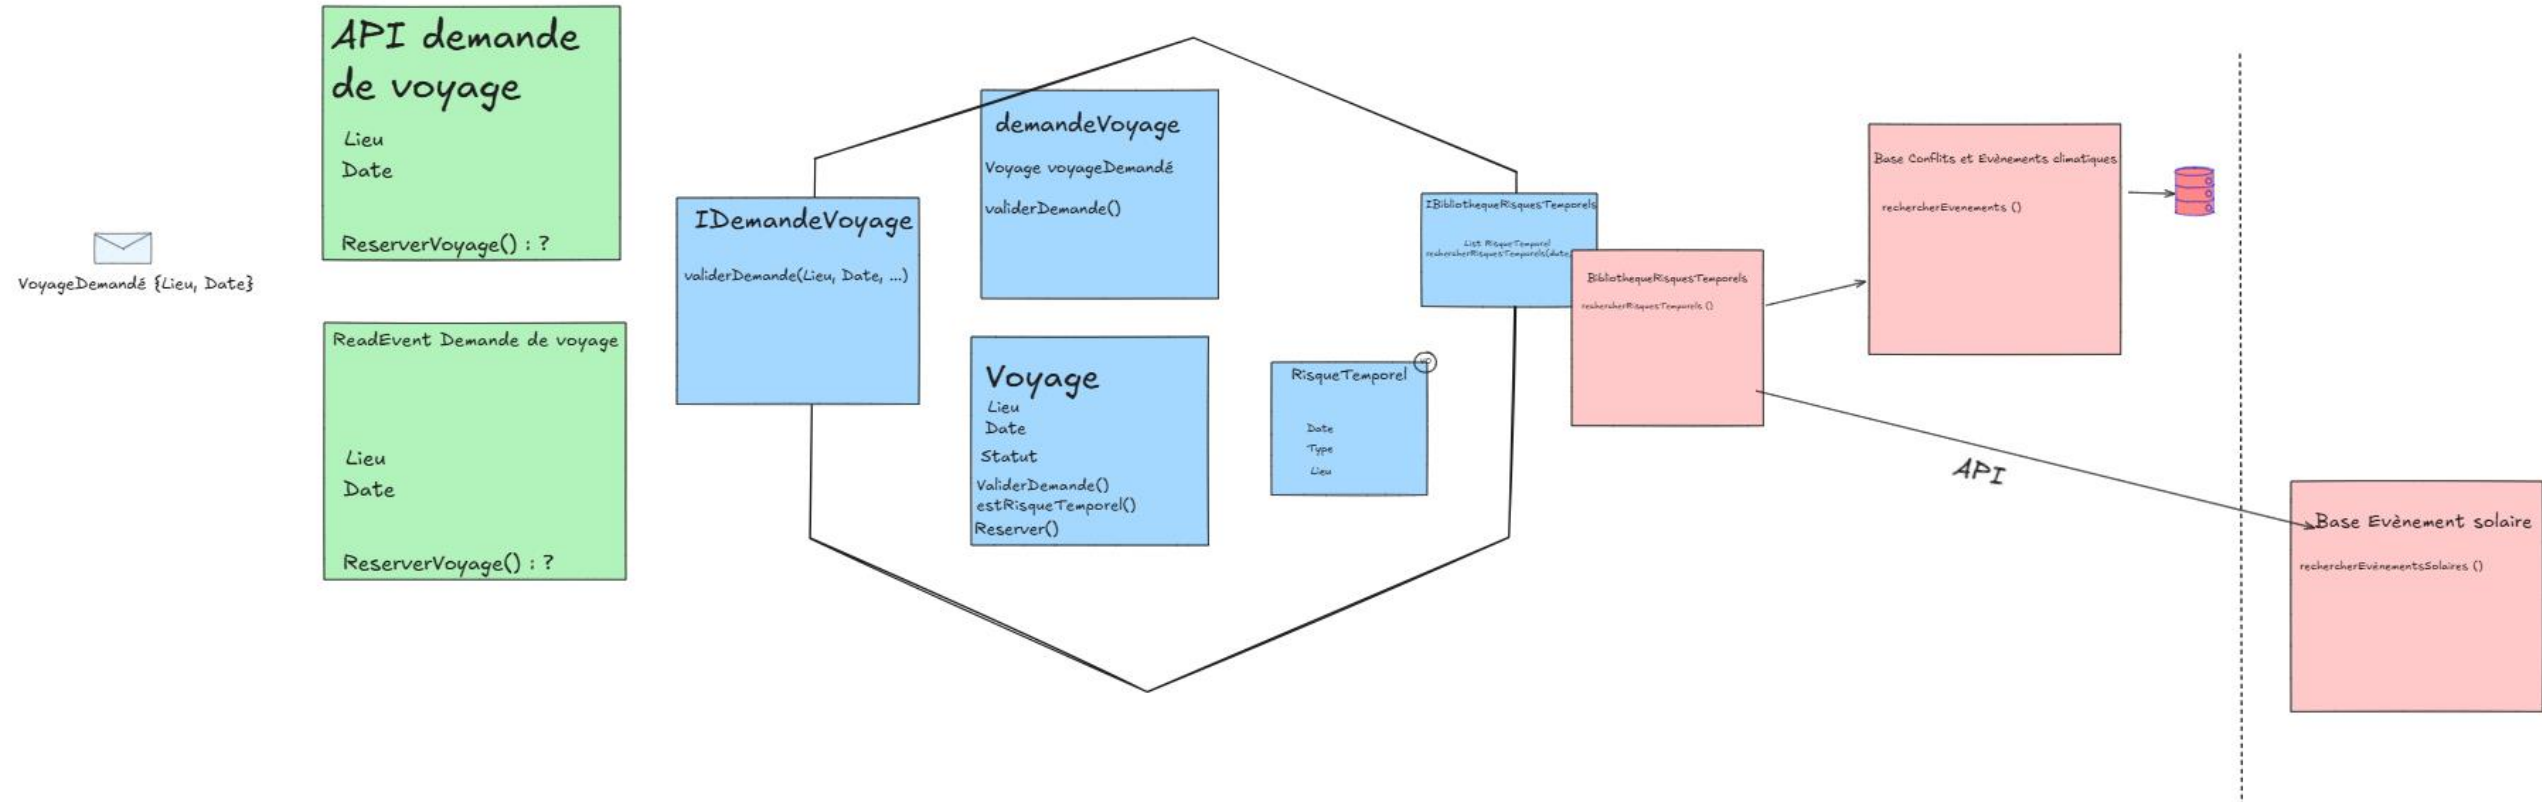 API demande
de voyage
Lieu
Date
ReserverVoyage() : ?
VoyageDemandé {Lieu, Date}
ReadEvent Demande de voyage
Lieu
Date
ReserverVoyage() : ?
IDemandeVoyage
validerDemande(Lieu, Date, ...)
demandeVoyage
Voyage voyageDemandé
validerDemande()
Voyage
Lieu
Date
Statut
ValiderDemande()
estRisqueTemporel()
Reserver()
RisqueTemporel
Date
Type
Lieu
IBibliothequeRisquesTemporels
List RisqueTemporel
rechercherRisquesTemporels(date,
BibliothequeRisquesTemporels
rechercherRisquesTemporels ()
Base Conflits et Evènements climatiques
rechercherEvenements ()
API
Base Evènement solaire
rechercherEvènementsSolaires ()